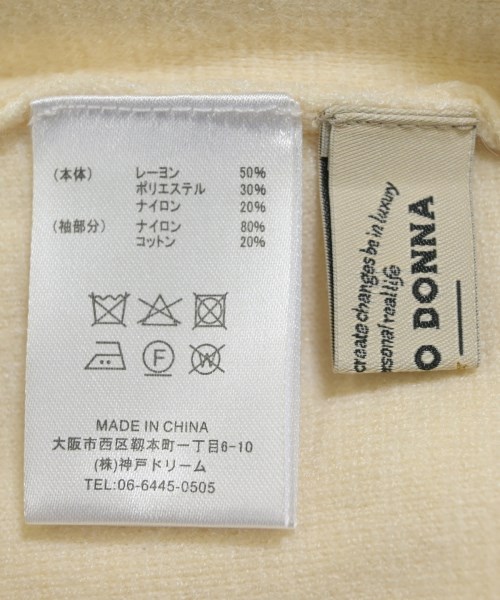 (本体) レーヨン 50%
ポリエステル 30%
ナイロン 20%
(袖部分) ナイロン 80%
コットン 20%
F
W
MADE IN CHINA
大阪市西区靭本町一丁目6-10
(株)神戸ドリーム
TEL:06-6445-0505
create changes be in luxury
sonal real life
O DONNA